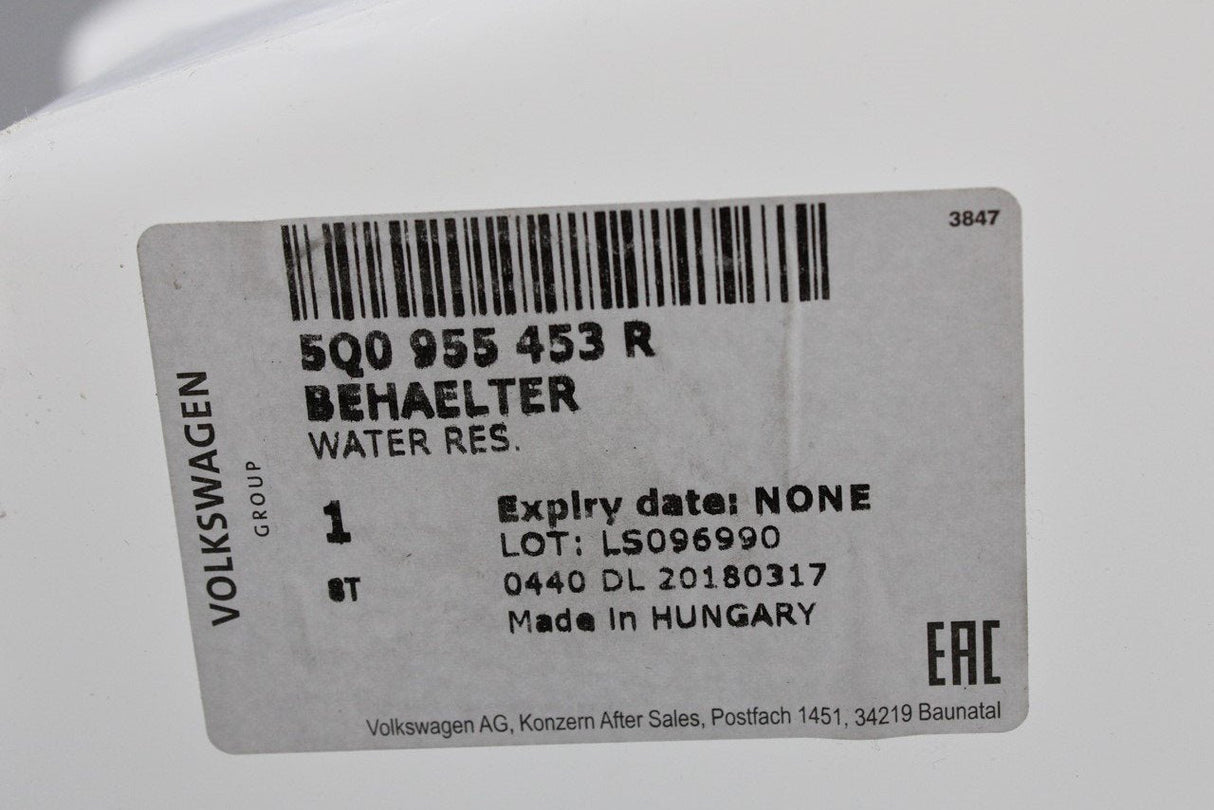 3847
5Q0 955 453 R
BEHAELTER
WATER RES.
VOLKSWAGEN
GROUP
1
ST
Expiry date: NONE
LOT: LS096990
0440 DL 20180317
Made in HUNGARY
EAC
Volkswagen AG, Konzern After Sales, Postfach 1451, 34219 Baunatal